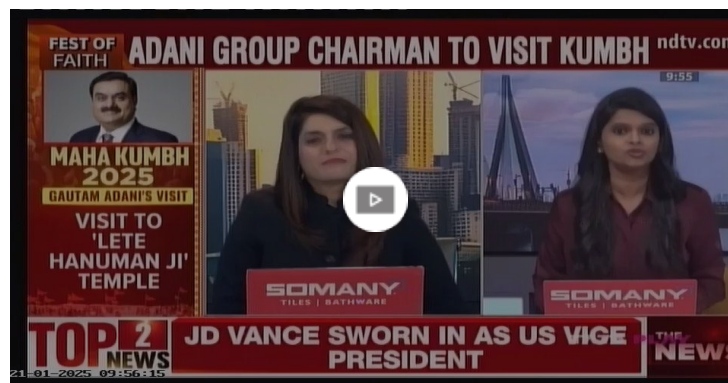 FEST OF
FAITH
ADANI GROUP CHAIRMAN TO VISIT KUMBH
ndtv.com
9:55
MAHA KUMBH
2025
GAUTAM ADANI'S VISIT
VISIT TO
'LETE
HANUMAN JI'
TEMPLE
SOMANY
TILES | BATHWARE
SOMANY
TILES | BATHWARE
TOP 2
NEWS
JD VANCE SWORN IN AS US VICE
PRESIDENT
THE
NEWS
21-01-2025 09:56:15